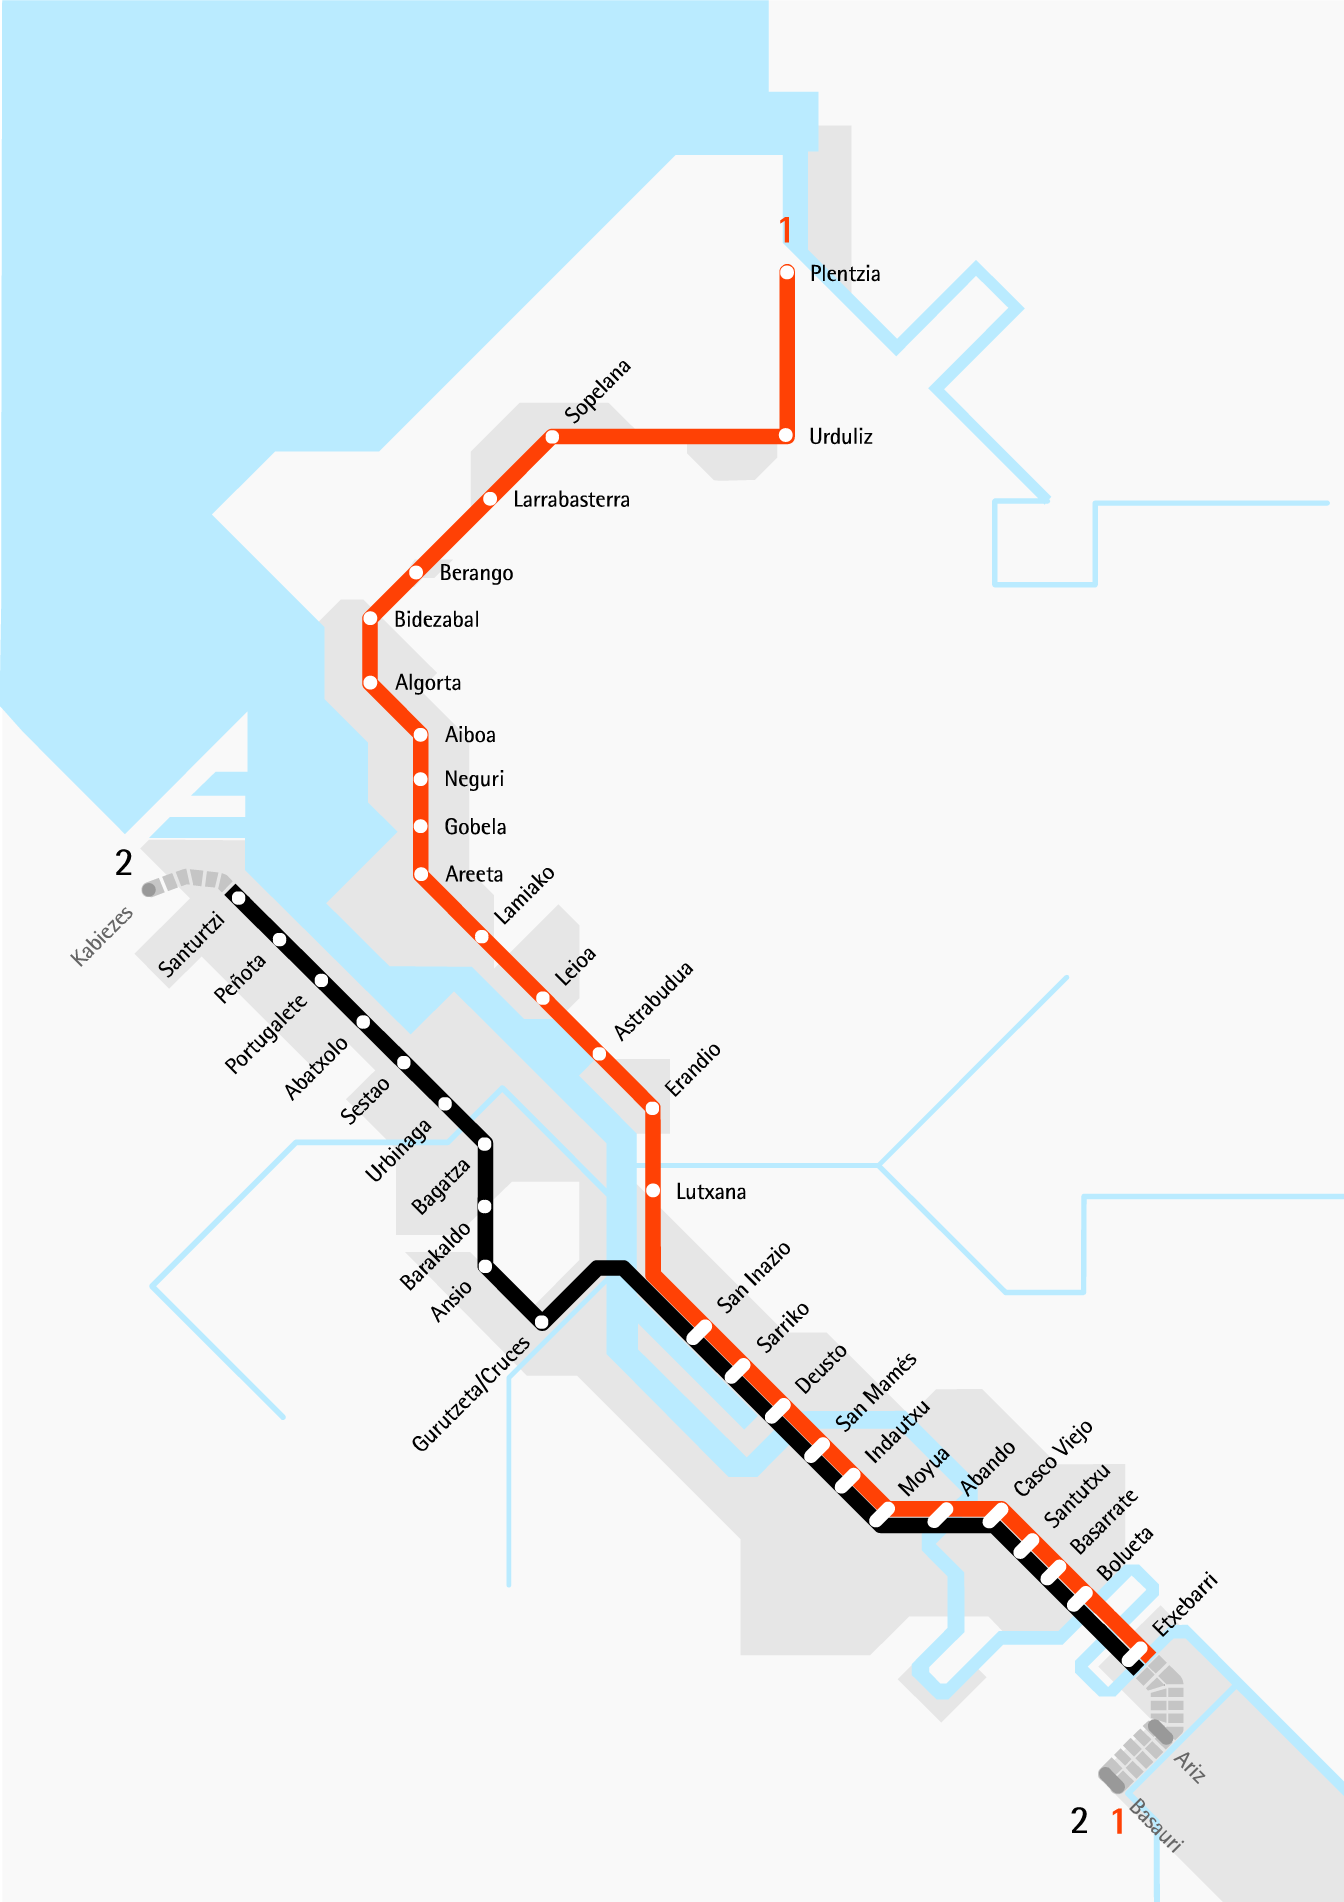 1
Plentzia
Sopelana
Urduliz
Larrabasterra
Berango
Bidezabal
Algorta
Aiboa
Neguri
Gobela
Areeta
2
Kabiezes
Santurtzi
Peñota
Portugalete
Abatxolo
Sestao
Urbinaga
Bagatza
Barakaldo
Ansio
Gurutzeta/Cruces
Lamiako
Leioa
Astrabudua
Erandio
Lutxana
San Inazio
Sarriko
Deusto
San Mamés
Indautxu
Moyua
Abando
Casco Viejo
Santutxu
Basarrate
Bolueta
Etxebarri
Ariz
Basauri
2 1